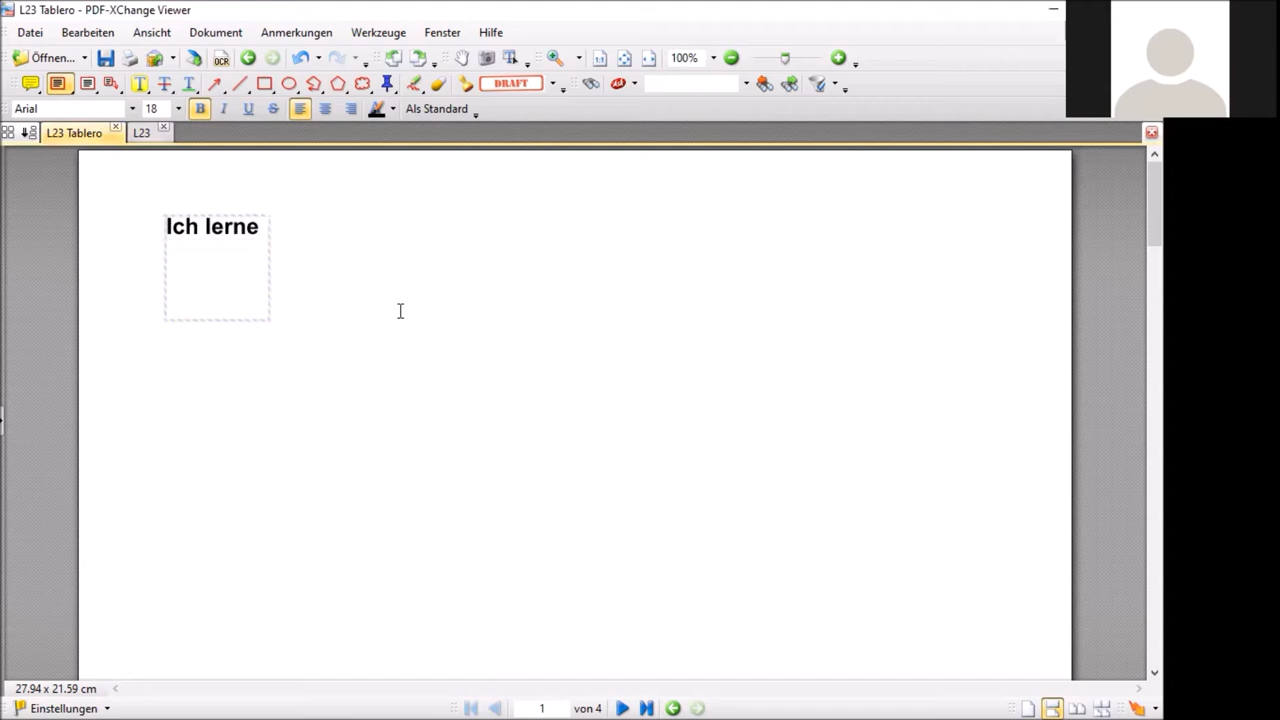 L23 Tablero - PDF-XChange Viewer
Datei Bearbeiten Ansicht Dokument Anmerkungen Werkzeuge Fenster Hilfe
Öffnen... OCR 100%
DRAFT
Arial 18 B I U S Als Standard
L23 Tablero L23
Ich lerne
27.94 x 21.59 cm
Einstellungen 1 von 4